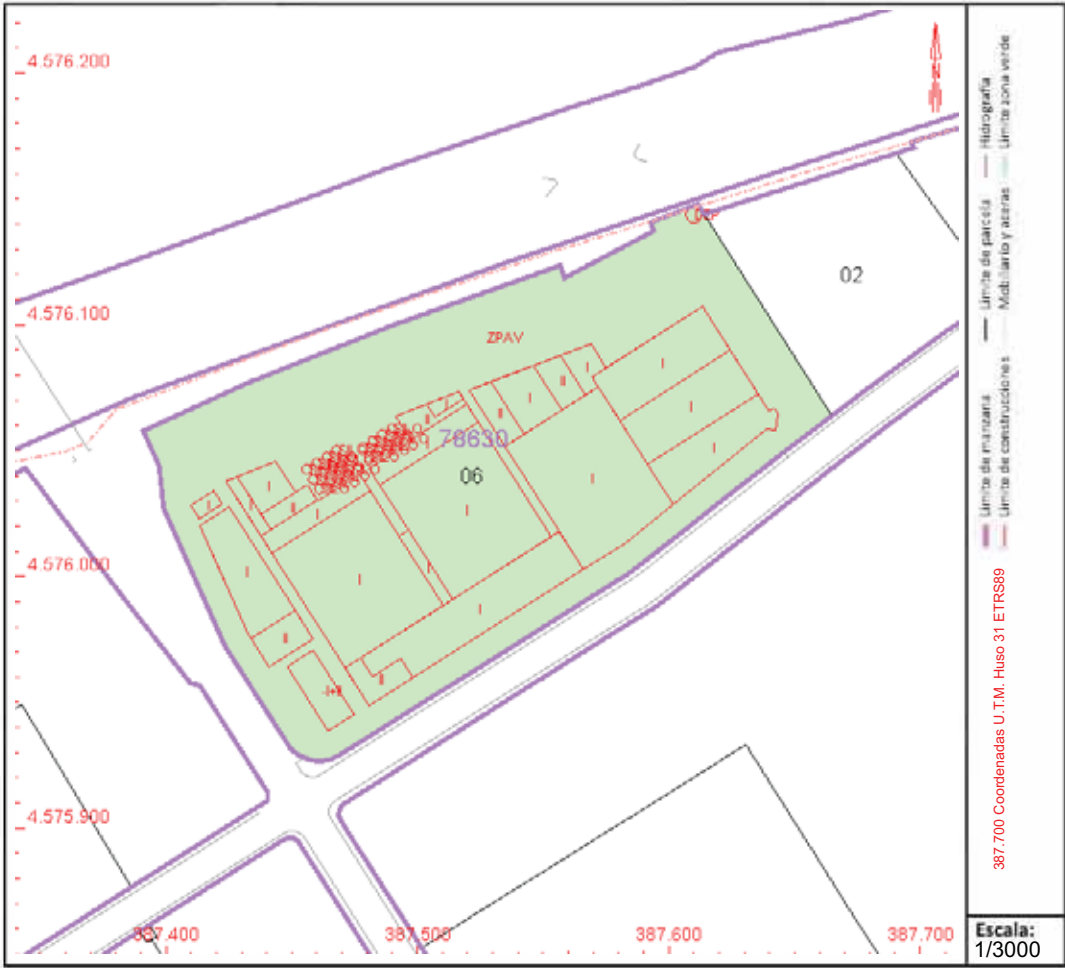 4.576.200
4.576.100
4.576.000
4.575.900
387.400
387.500
387.600
387.700
N
ZPAV
78630
06
02
I
I
I
I
I
I
I
I
I
I
II
Límite de manzana
Límite de parcela
Hidrografía
Límite de construcciones
Mobiliario y aceras
Límite zona verde
387.700 Coordenadas U.T.M. Huso 31 ETRS89
Escala:
1/3000